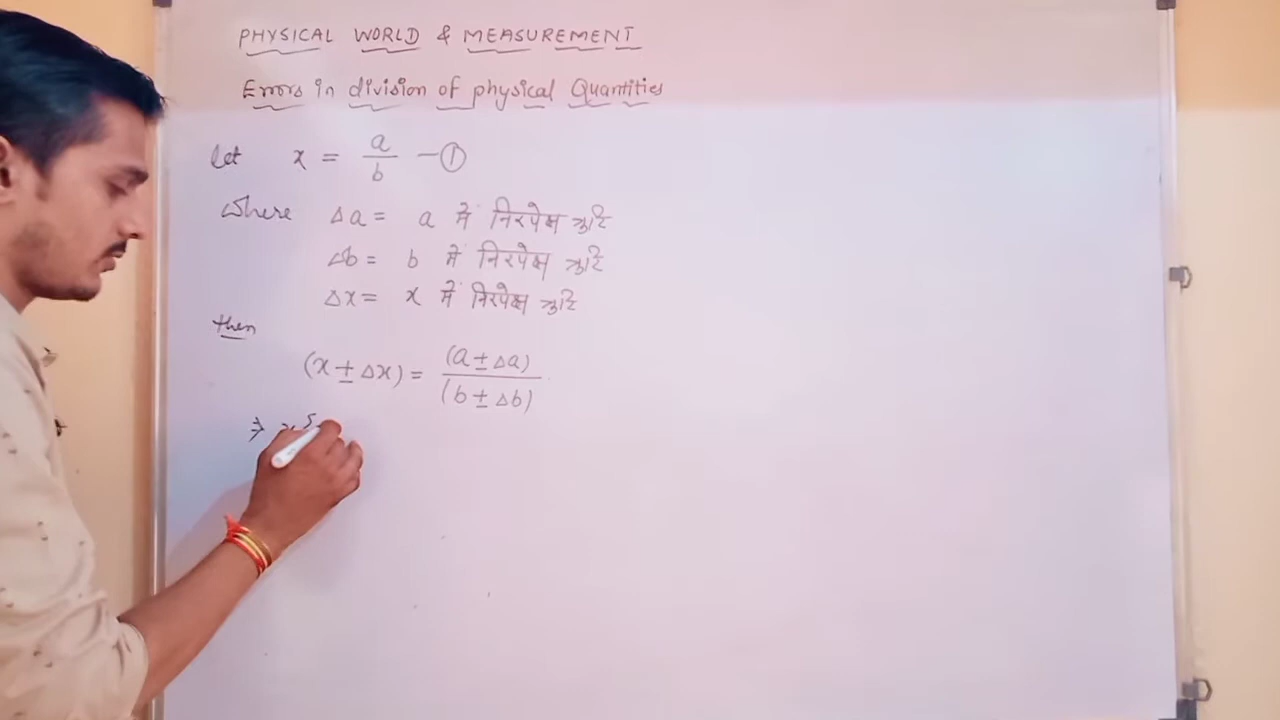 PHYSICAL WORLD & MEASUREMENT
Errors in division of physical Quantities
let x = a/b —①
where Δa = a में निरपेक्ष त्रुटि
Δb = b में निरपेक्ष त्रुटि
Δx = x में निरपेक्ष त्रुटि
then
(x ± Δx) = (a ± Δa)/(b ± Δb)
⇒ x